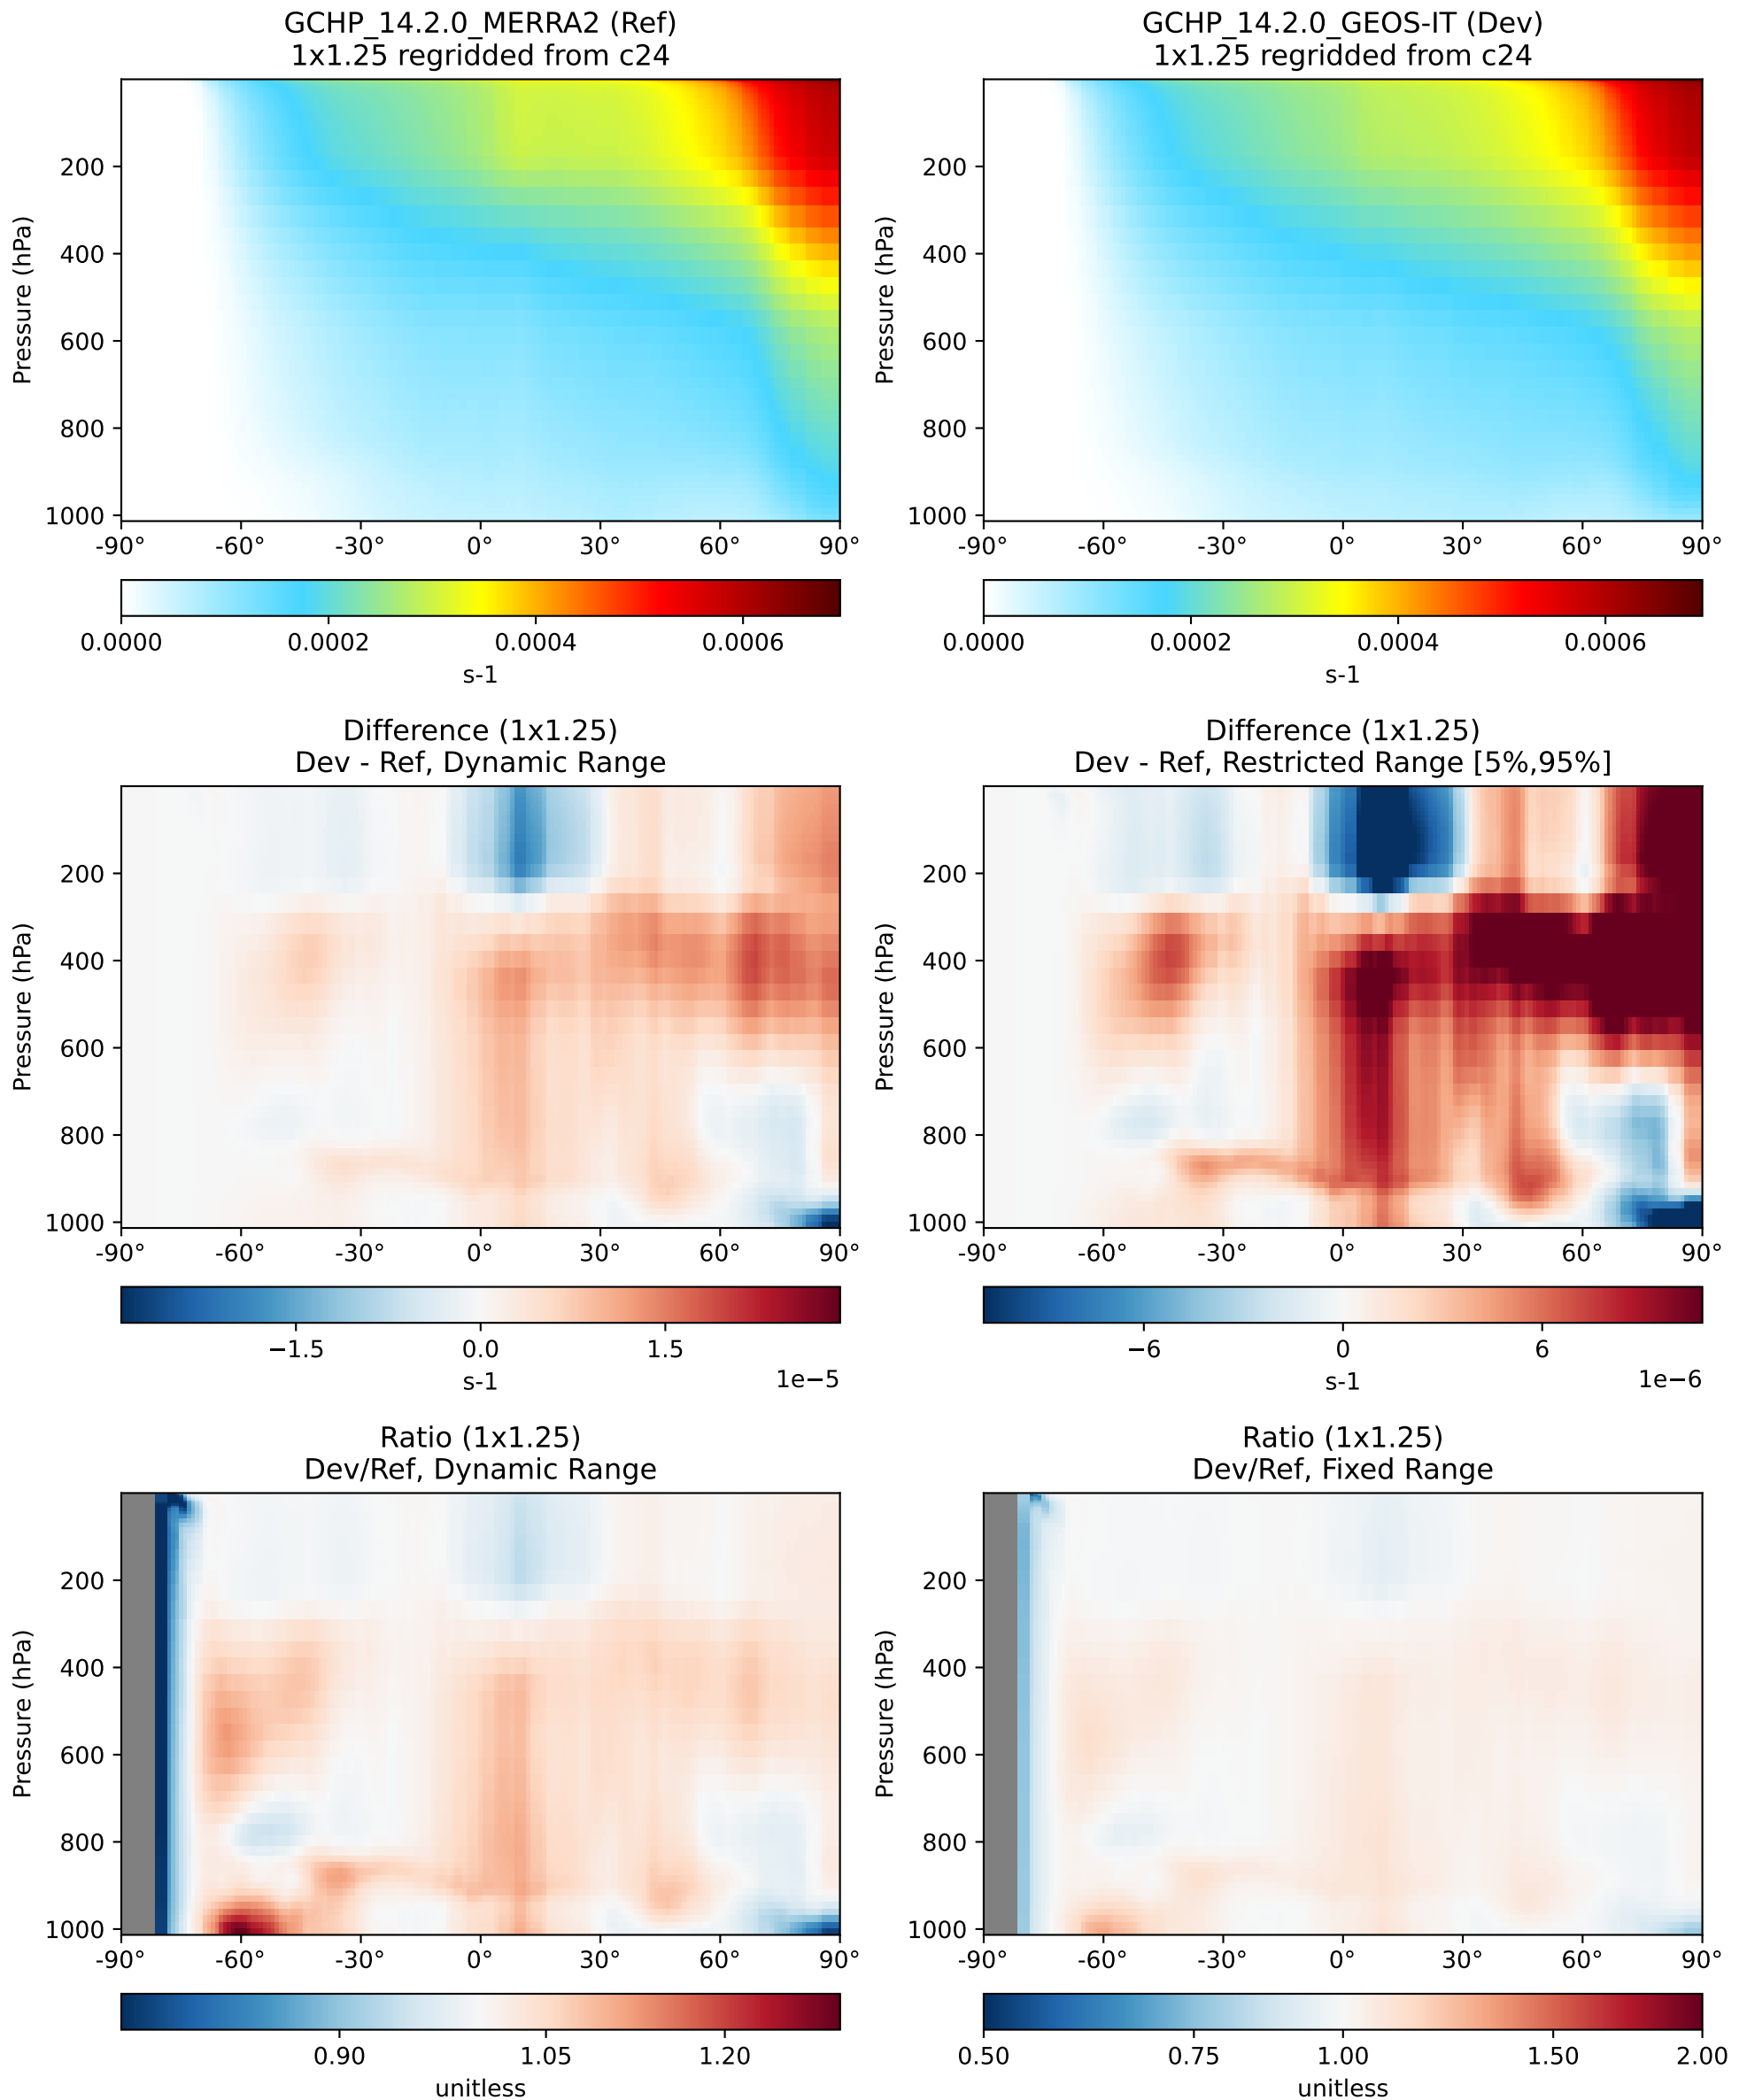 GCHP_14.2.0_MERRA2 (Ref)
1x1.25 regridded from c24
Pressure (hPa)
200
400
600
800
1000
-90° -60° -30° 0° 30° 60° 90°
0.0000 0.0002 0.0004 0.0006
s-1
GCHP_14.2.0_GEOS-IT (Dev)
1x1.25 regridded from c24
Pressure (hPa)
200
400
600
800
1000
-90° -60° -30° 0° 30° 60° 90°
0.0000 0.0002 0.0004 0.0006
s-1
Difference (1x1.25)
Dev - Ref, Dynamic Range
Pressure (hPa)
200
400
600
800
1000
-90° -60° -30° 0° 30° 60° 90°
−1.5 0.0 1.5
s-1 1e−5
Difference (1x1.25)
Dev - Ref, Restricted Range [5%,95%]
Pressure (hPa)
200
400
600
800
1000
-90° -60° -30° 0° 30° 60° 90°
−6 0 6
s-1 1e−6
Ratio (1x1.25)
Dev/Ref, Dynamic Range
Pressure (hPa)
200
400
600
800
1000
-90° -60° -30° 0° 30° 60° 90°
0.90 1.05 1.20
unitless
Ratio (1x1.25)
Dev/Ref, Fixed Range
Pressure (hPa)
200
400
600
800
1000
-90° -60° -30° 0° 30° 60° 90°
0.50 0.75 1.00 1.50 2.00
unitless